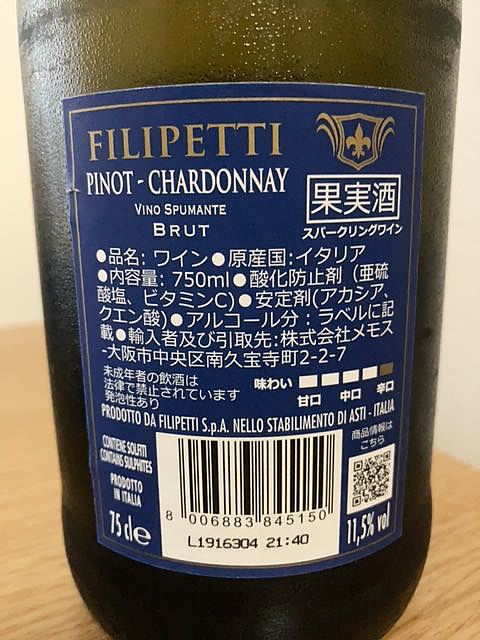 FILIPETTI
PINOT - CHARDONNAY
VINO SPUMANTE
BRUT
果実酒
スパークリングワイン
●品名: ワイン●原産国:イタリア
●内容量: 750ml●酸化防止剤（亜硫
酸塩、ビタミンC)●安定剤(アカシア、
クエン酸)●アルコール分：ラベルに記
載●輸入者及び引取先:株式会社メモス
-大阪市中央区南久宝寺町2-2-7
未成年者の飲酒は
法律で禁止されています
発泡性あり
味わい
甘口 中口 辛口
PRODOTTO DA FILIPETTI S.p.A. NELLO STABILIMENTO DI ASTI - ITALIA
CONTIENE SOLFITI
CONTAINS SULPHITES
PRODOTTO
IN ITALIA
75 cl e
8 006883 845150
L1916304 21:40
商品情報は
こちら
11,5% vol